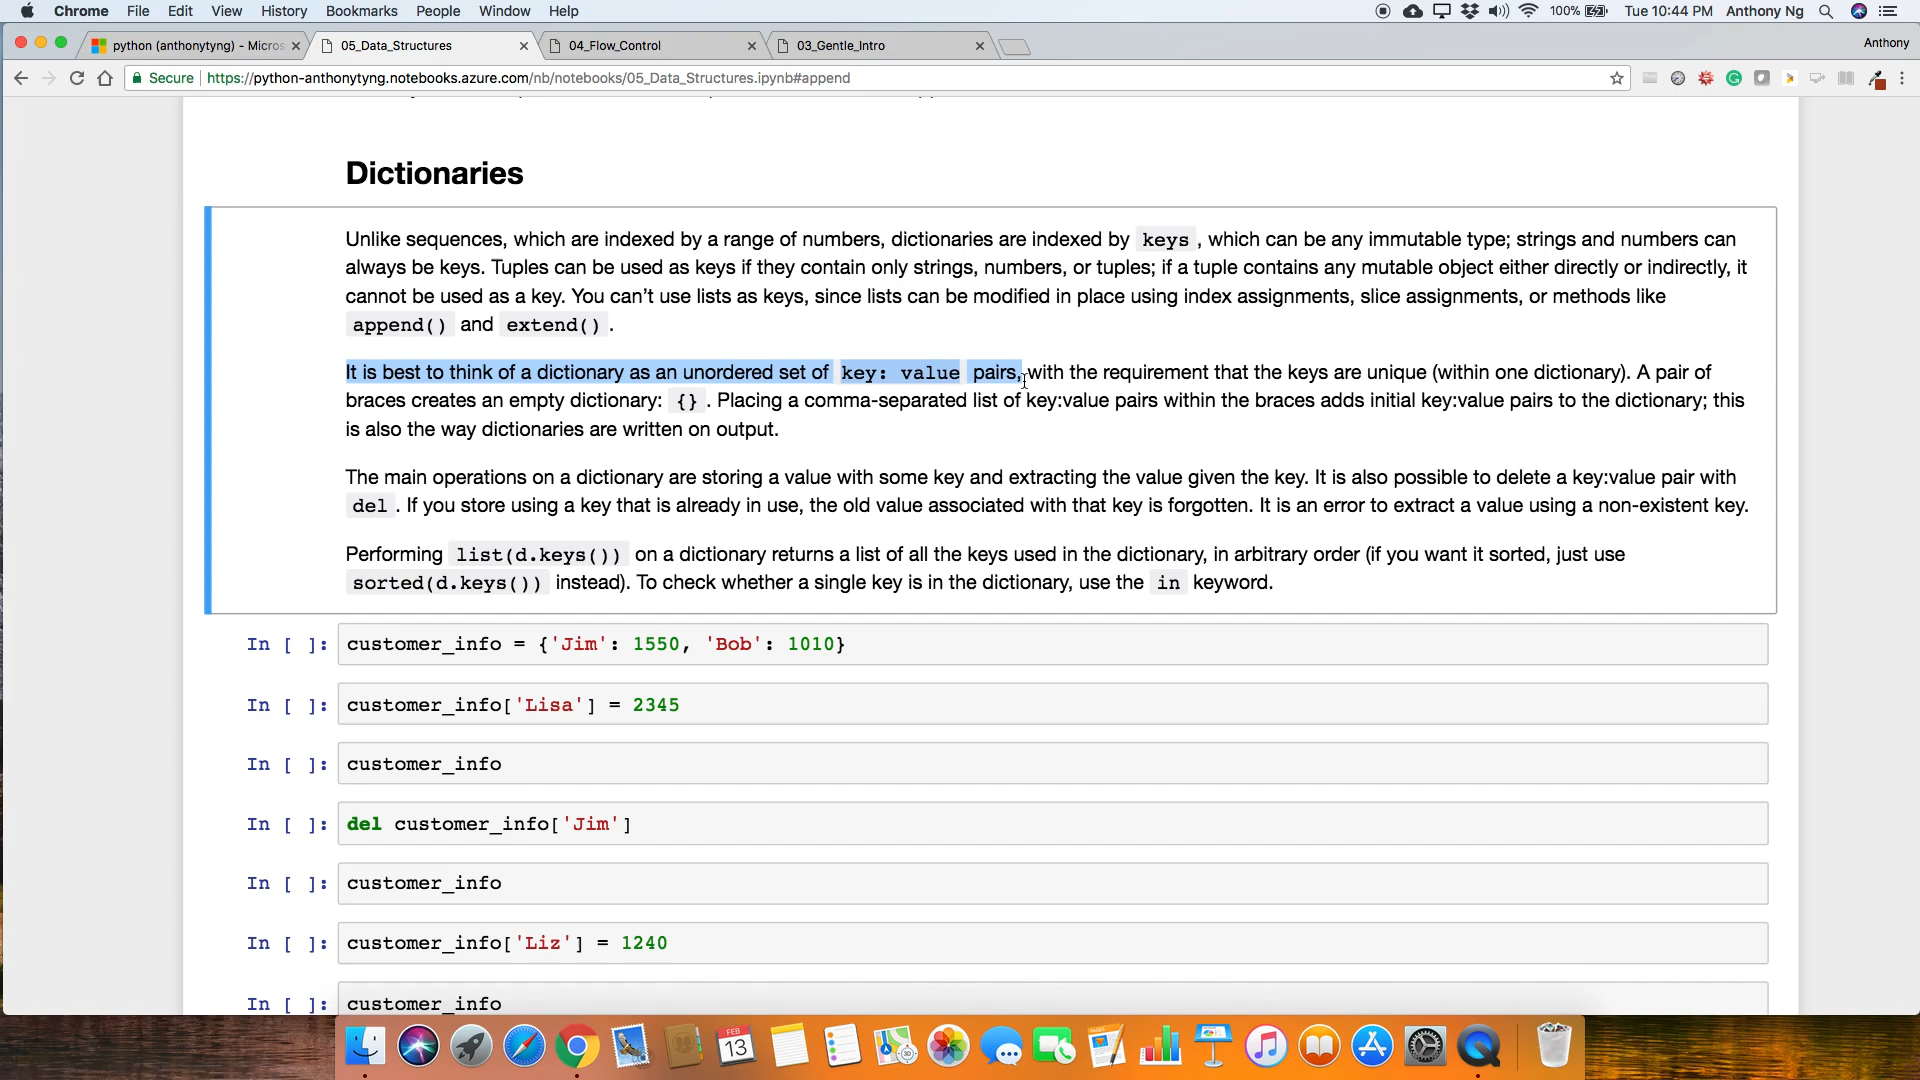 Chrome File Edit View History Bookmarks People Window Help 100% Tue 10:44 PM Anthony Ng
python (anthonytyng) - Micros 05_Data_Structures 04_Flow_Control 03_Gentle_Intro Anthony
Secure https://python-anthonytyng.notebooks.azure.com/nb/notebooks/05_Data_Structures.ipynb#append
Dictionaries
Unlike sequences, which are indexed by a range of numbers, dictionaries are indexed by keys , which can be any immutable type; strings and numbers can
always be keys. Tuples can be used as keys if they contain only strings, numbers, or tuples; if a tuple contains any mutable object either directly or indirectly, it
cannot be used as a key. You can’t use lists as keys, since lists can be modified in place using index assignments, slice assignments, or methods like
append() and extend() .
It is best to think of a dictionary as an unordered set of key: value pairs, with the requirement that the keys are unique (within one dictionary). A pair of
braces creates an empty dictionary: {} . Placing a comma-separated list of key:value pairs within the braces adds initial key:value pairs to the dictionary; this
is also the way dictionaries are written on output.
The main operations on a dictionary are storing a value with some key and extracting the value given the key. It is also possible to delete a key:value pair with
del . If you store using a key that is already in use, the old value associated with that key is forgotten. It is an error to extract a value using a non-existent key.
Performing list(d.keys()) on a dictionary returns a list of all the keys used in the dictionary, in arbitrary order (if you want it sorted, just use
sorted(d.keys()) instead). To check whether a single key is in the dictionary, use the in keyword.
In [ ]: customer_info = {'Jim': 1550, 'Bob': 1010}
In [ ]: customer_info['Lisa'] = 2345
In [ ]: customer_info
In [ ]: del customer_info['Jim']
In [ ]: customer_info
In [ ]: customer_info['Liz'] = 1240
In [ ]: customer_info
FEB
13